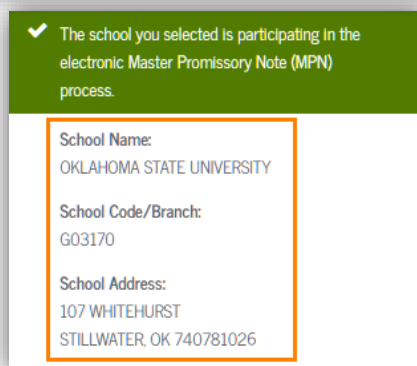 The school you selected is participating in the
electronic Master Promissory Note (MPN)
process.
School Name:
OKLAHOMA STATE UNIVERSITY
School Code/Branch:
G03170
School Address:
107 WHITEHURST
STILLWATER, OK 740781026